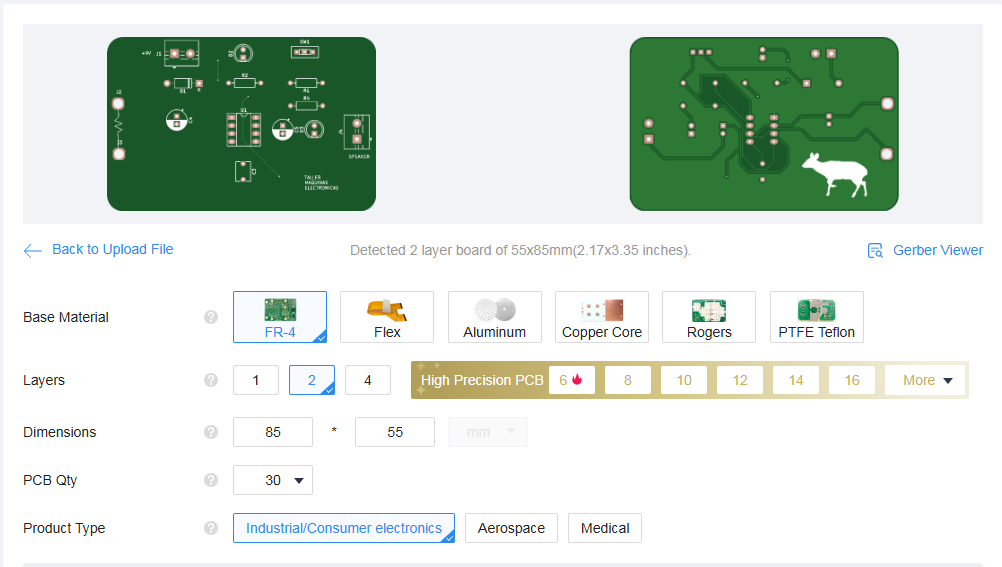 +9V J1
D2
SW1
J2
D1
R2
R1
R4
U1
J3
C3
SPEAKER
TALLER
MAQUINAS
ELECTRONICAS
Back to Upload File
Detected 2 layer board of 55x85mm(2.17x3.35 inches).
Gerber Viewer
Base Material ? FR-4 Flex Aluminum Copper Core Rogers PTFE Teflon
Layers ? 1 2 4 High Precision PCB 6 8 10 12 14 16 More
Dimensions ? 85 * 55 mm
PCB Qty ? 30
Product Type ? Industrial/Consumer electronics Aerospace Medical